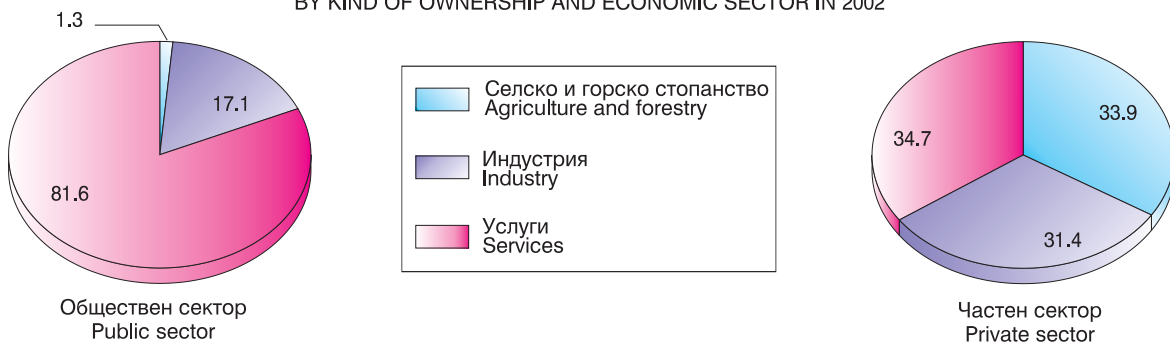 BY KIND OF OWNERSHIP AND ECONOMIC SECTOR IN 2002
1.3
17.1
81.6
Обществен сектор
Public sector
Селско и горско стопанство
Agriculture and forestry
Индустрия
Industry
Услуги
Services
33.9
34.7
31.4
Частен сектор
Private sector